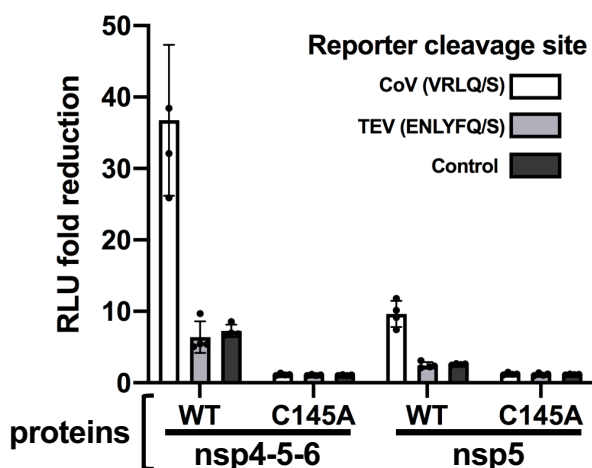 50
40
30
20
10
0
RLU fold reduction
Reporter cleavage site
CoV (VRLQ/S)
TEV (ENLYFQ/S)
Control
WT C145A WT C145A
proteins
nsp4-5-6 nsp5